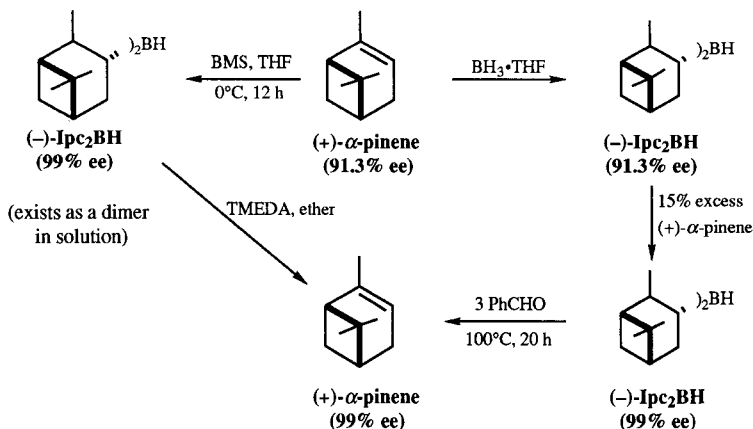 )₂BH
BMS, THF
0°C, 12 h
BH₃•THF
)₂BH
(–)-Ipc₂BH
(99% ee)
(+)-α-pinene
(91.3% ee)
(–)-Ipc₂BH
(91.3% ee)
(exists as a dimer
in solution)
TMEDA, ether
15% excess
(+)-α-pinene
3 PhCHO
100°C, 20 h
)₂BH
(+)-α-pinene
(99% ee)
(–)-Ipc₂BH
(99% ee)